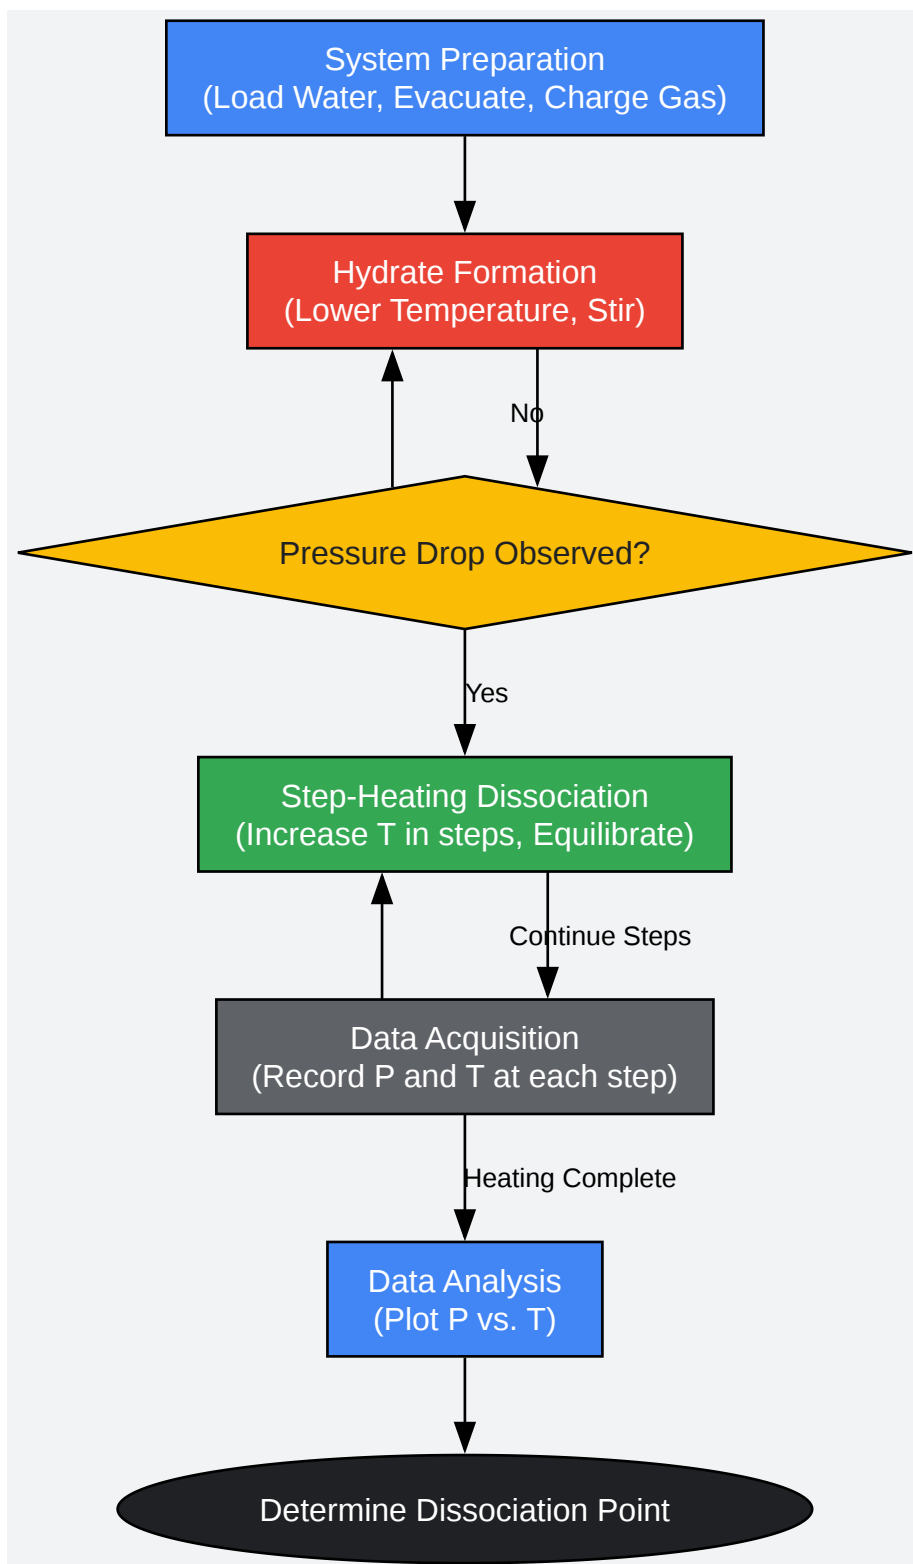 System Preparation
(Load Water, Evacuate, Charge Gas)
Hydrate Formation
(Lower Temperature, Stir)
No
Pressure Drop Observed?
Yes
Step-Heating Dissociation
(Increase T in steps, Equilibrate)
Continue Steps
Data Acquisition
(Record P and T at each step)
Heating Complete
Data Analysis
(Plot P vs. T)
Determine Dissociation Point